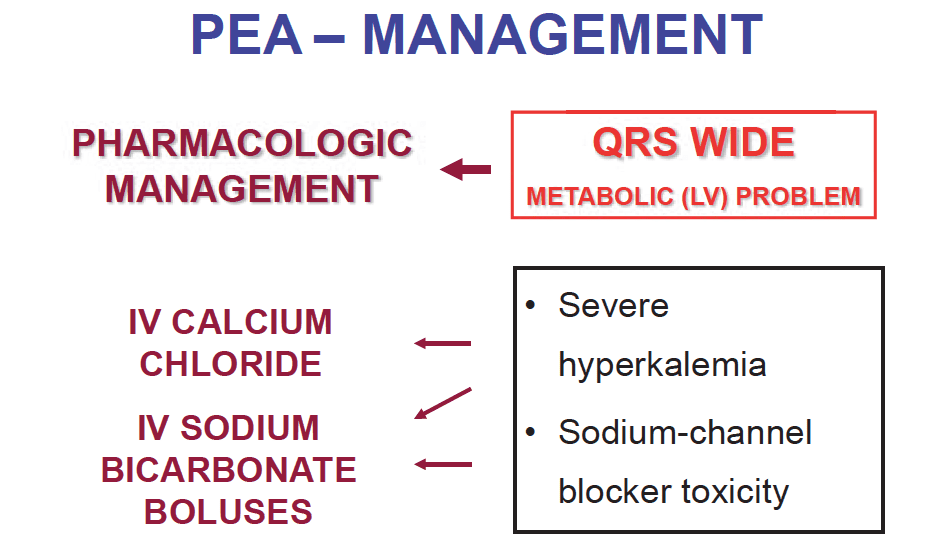 PEA – MANAGEMENT
PHARMACOLOGIC
MANAGEMENT
QRS WIDE
METABOLIC (LV) PROBLEM
IV CALCIUM
CHLORIDE
IV SODIUM
BICARBONATE
BOLUSES
• Severe
hyperkalemia
• Sodium-channel
blocker toxicity